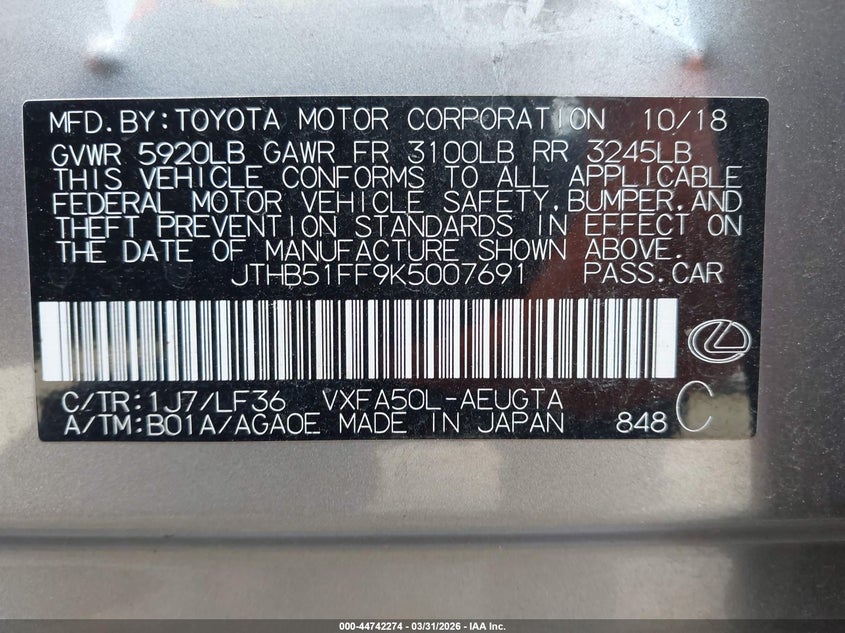 MFD.BY:TOYOTA MOTOR CORPORATION 10/18
GVWR 5920LB GAWR FR 3100LB RR 3245LB
THIS VEHICLE CONFORMS TO ALL APPLICABLE
FEDERAL MOTOR VEHICLE SAFETY,BUMPER,AND
THEFT PREVENTION STANDARDS IN EFFECT ON
THE DATE OF MANUFACTURE SHOWN ABOVE.
JTHB51FF9K5007691 PASS.CAR
C/TR:1J7/LF36 VXFA50L-AEUGTA
A/TM:B01A/AGA0E MADE IN JAPAN 848 C
000-44742274 | 03/31/2026 - IAA Inc.